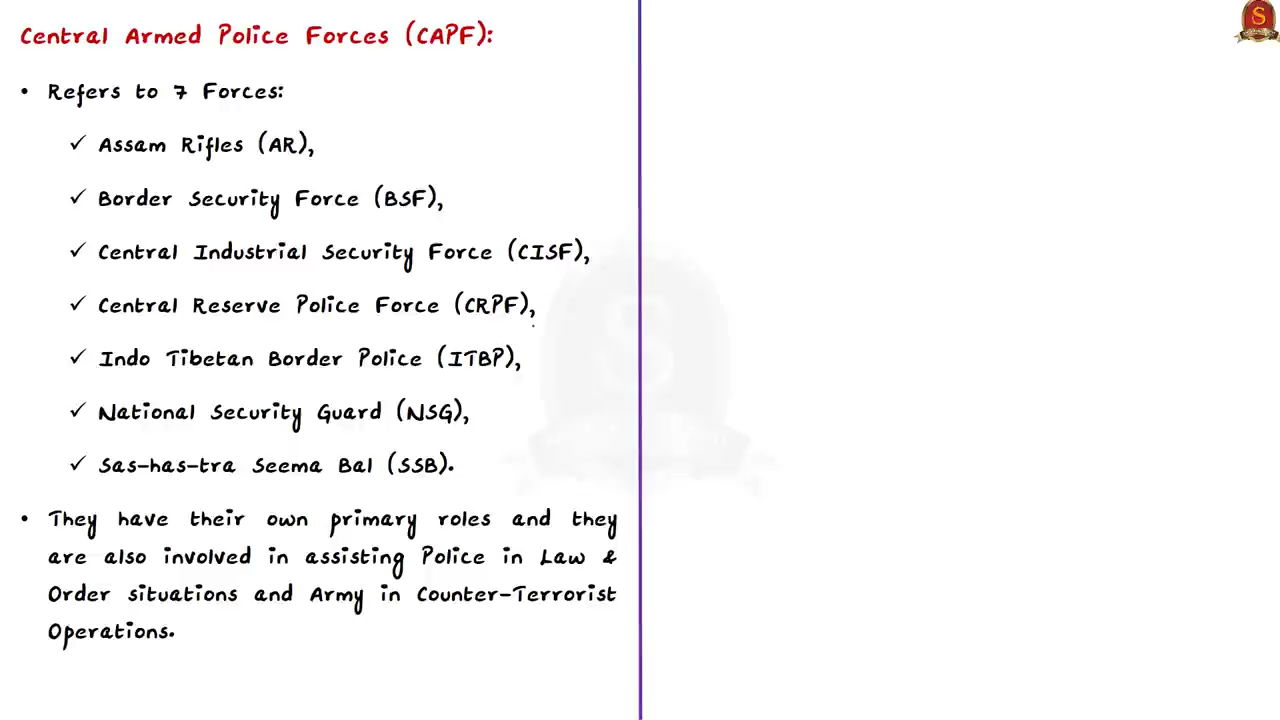 Central Armed Police Forces (CAPF):
• Refers to 7 Forces:
✓ Assam Rifles (AR),
✓ Border Security Force (BSF),
✓ Central Industrial Security Force (CISF),
✓ Central Reserve Police Force (CRPF),
✓ Indo Tibetan Border Police (ITBP),
✓ National Security Guard (NSG),
✓ Sas-has-tra Seema Bal (SSB).
• They have their own primary roles and they
are also involved in assisting Police in Law &
Order situations and Army in Counter-Terrorist
Operations.
S
S